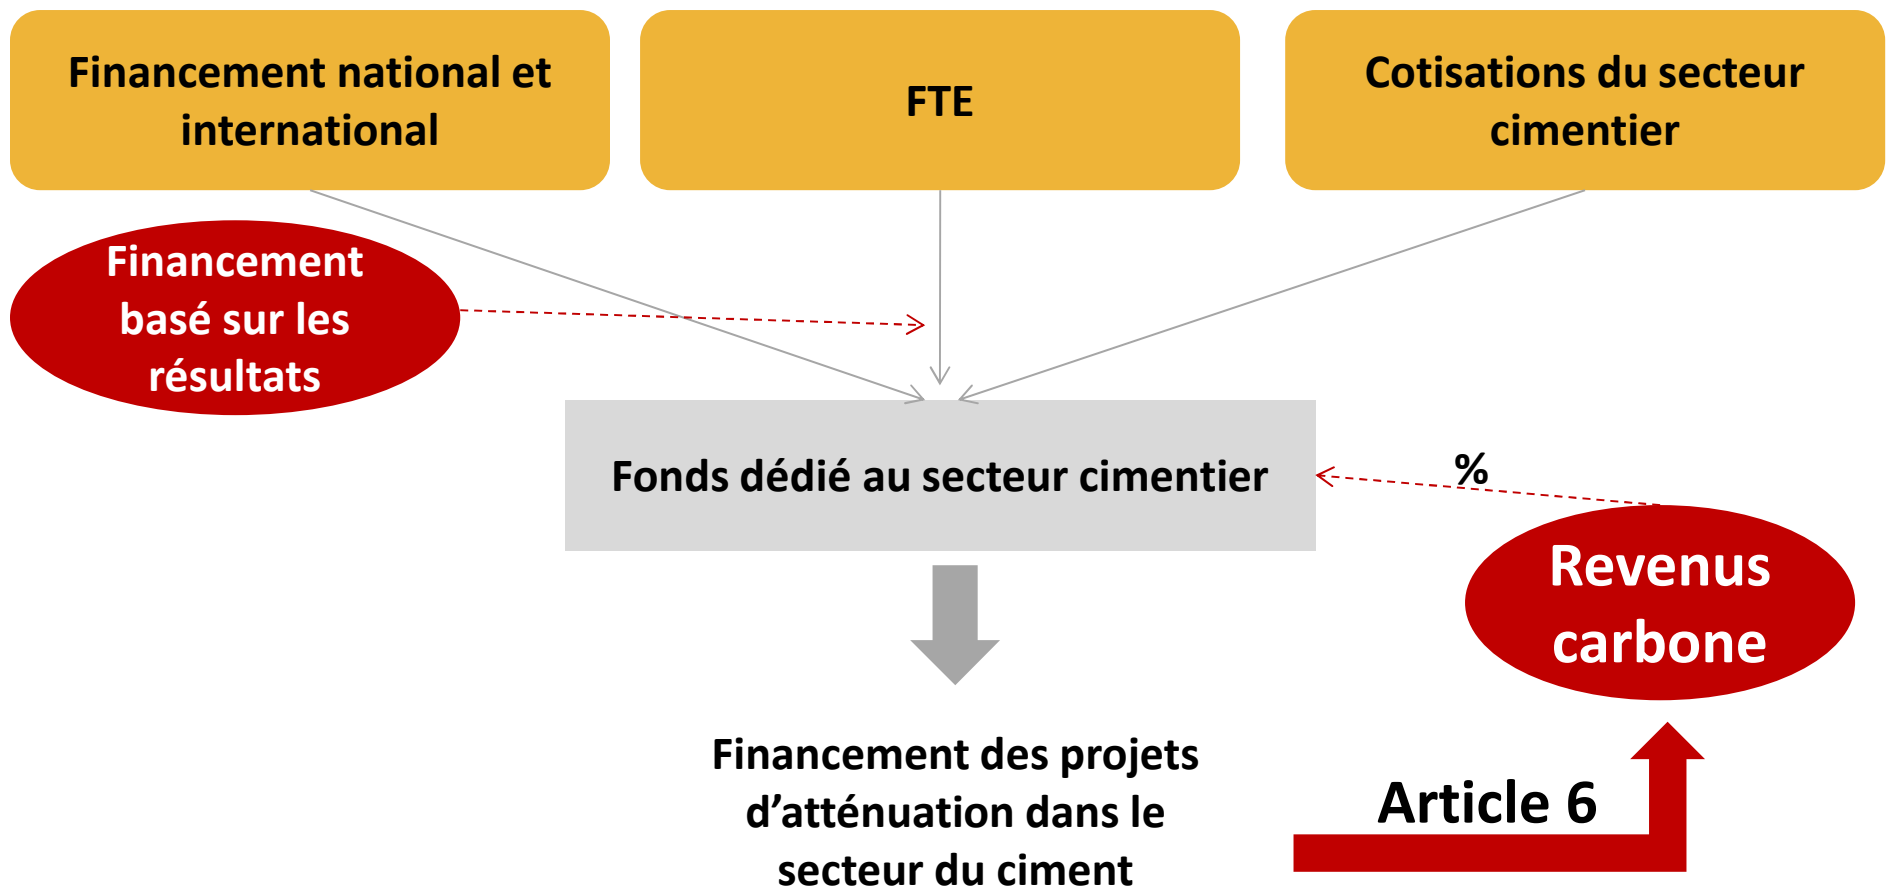 Financement national et
international
FTE
Cotisations du secteur
cimentier
Financement
basé sur les
résultats
Fonds dédié au secteur cimentier
%
Revenus
carbone
Financement des projets
d’atténuation dans le
secteur du ciment
Article 6